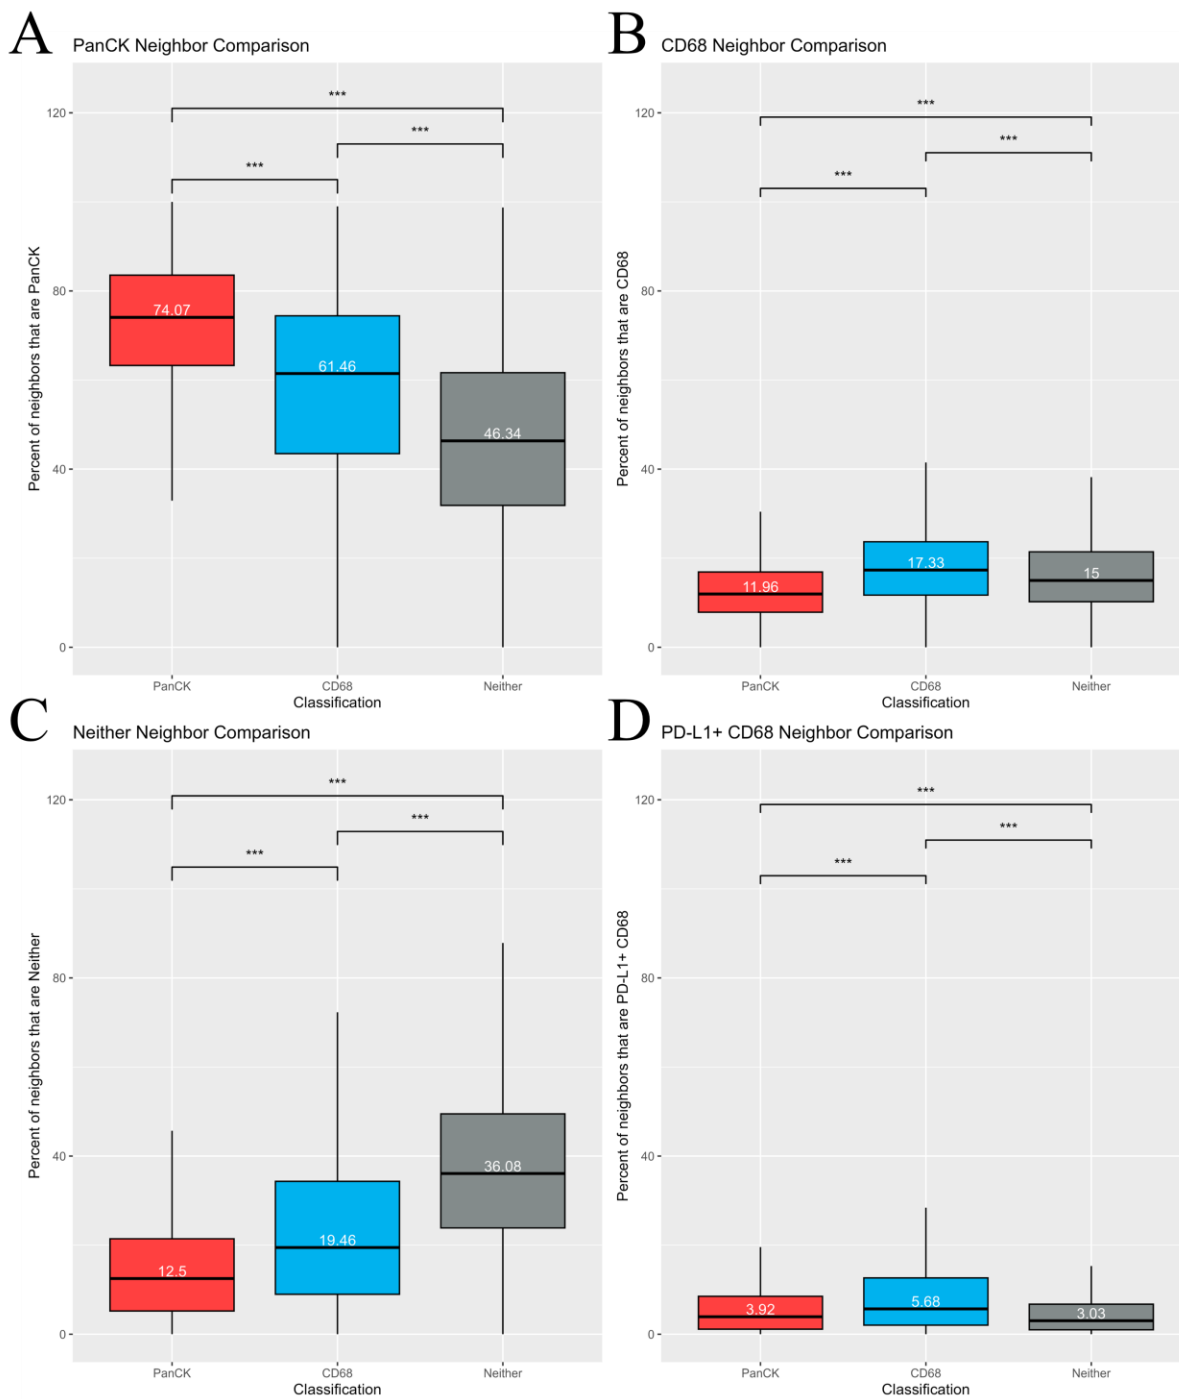 A
PanCK Neighbor Comparison
Percent of neighbors that are PanCK
120
80
40
0
***
***
***
74.07
61.46
46.34
PanCK
CD68
Neither
Classification
B
CD68 Neighbor Comparison
Percent of neighbors that are CD68
120
80
40
0
***
***
***
11.96
17.33
15
PanCK
CD68
Neither
Classification
C
Neither Neighbor Comparison
Percent of neighbors that are Neither
120
80
40
0
***
***
***
12.5
19.46
36.08
PanCK
CD68
Neither
Classification
D
PD-L1+ CD68 Neighbor Comparison
Percent of neighbors that are PD-L1+ CD68
120
80
40
0
***
***
***
3.92
5.68
3.03
PanCK
CD68
Neither
Classification